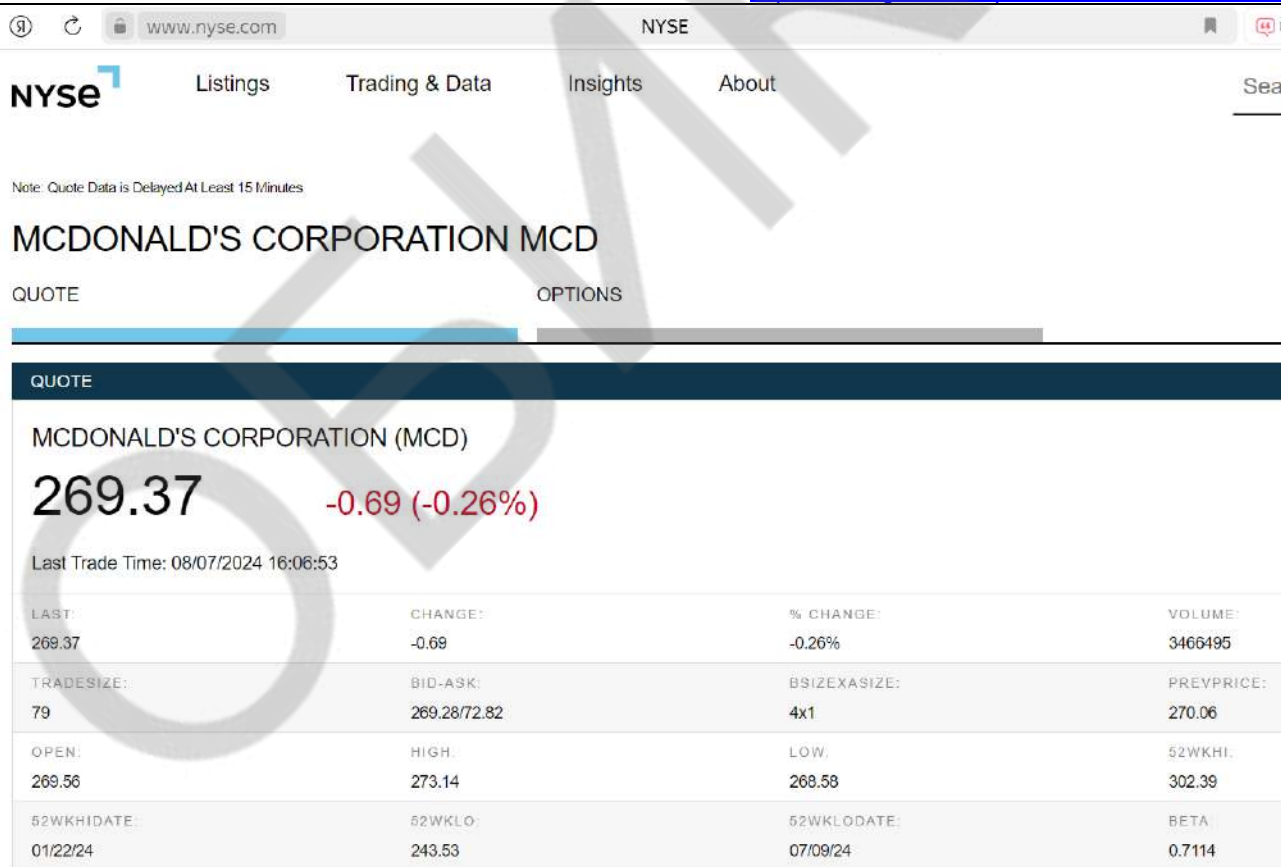 www.nyse.com NYSE
NYSE Listings Trading & Data Insights About Sea
Note: Quote Data is Delayed At Least 15 Minutes
MCDONALD'S CORPORATION MCD
QUOTE OPTIONS
QUOTE
MCDONALD'S CORPORATION (MCD)
269.37 -0.69 (-0.26%)
Last Trade Time: 08/07/2024 16:06:53
LAST: CHANGE: % CHANGE: VOLUME:
269.37 -0.69 -0.26% 3466495
TRADESIZE: BID-ASK: BSIZEXASIZE: PREVPRICE:
79 269.28/72.82 4x1 270.06
OPEN: HIGH: LOW: 52WKHI:
269.56 273.14 268.58 302.39
52WKHIDATE: 52WKLO: 52WKLODATE: BETA:
01/22/24 243.53 07/09/24 0.7114